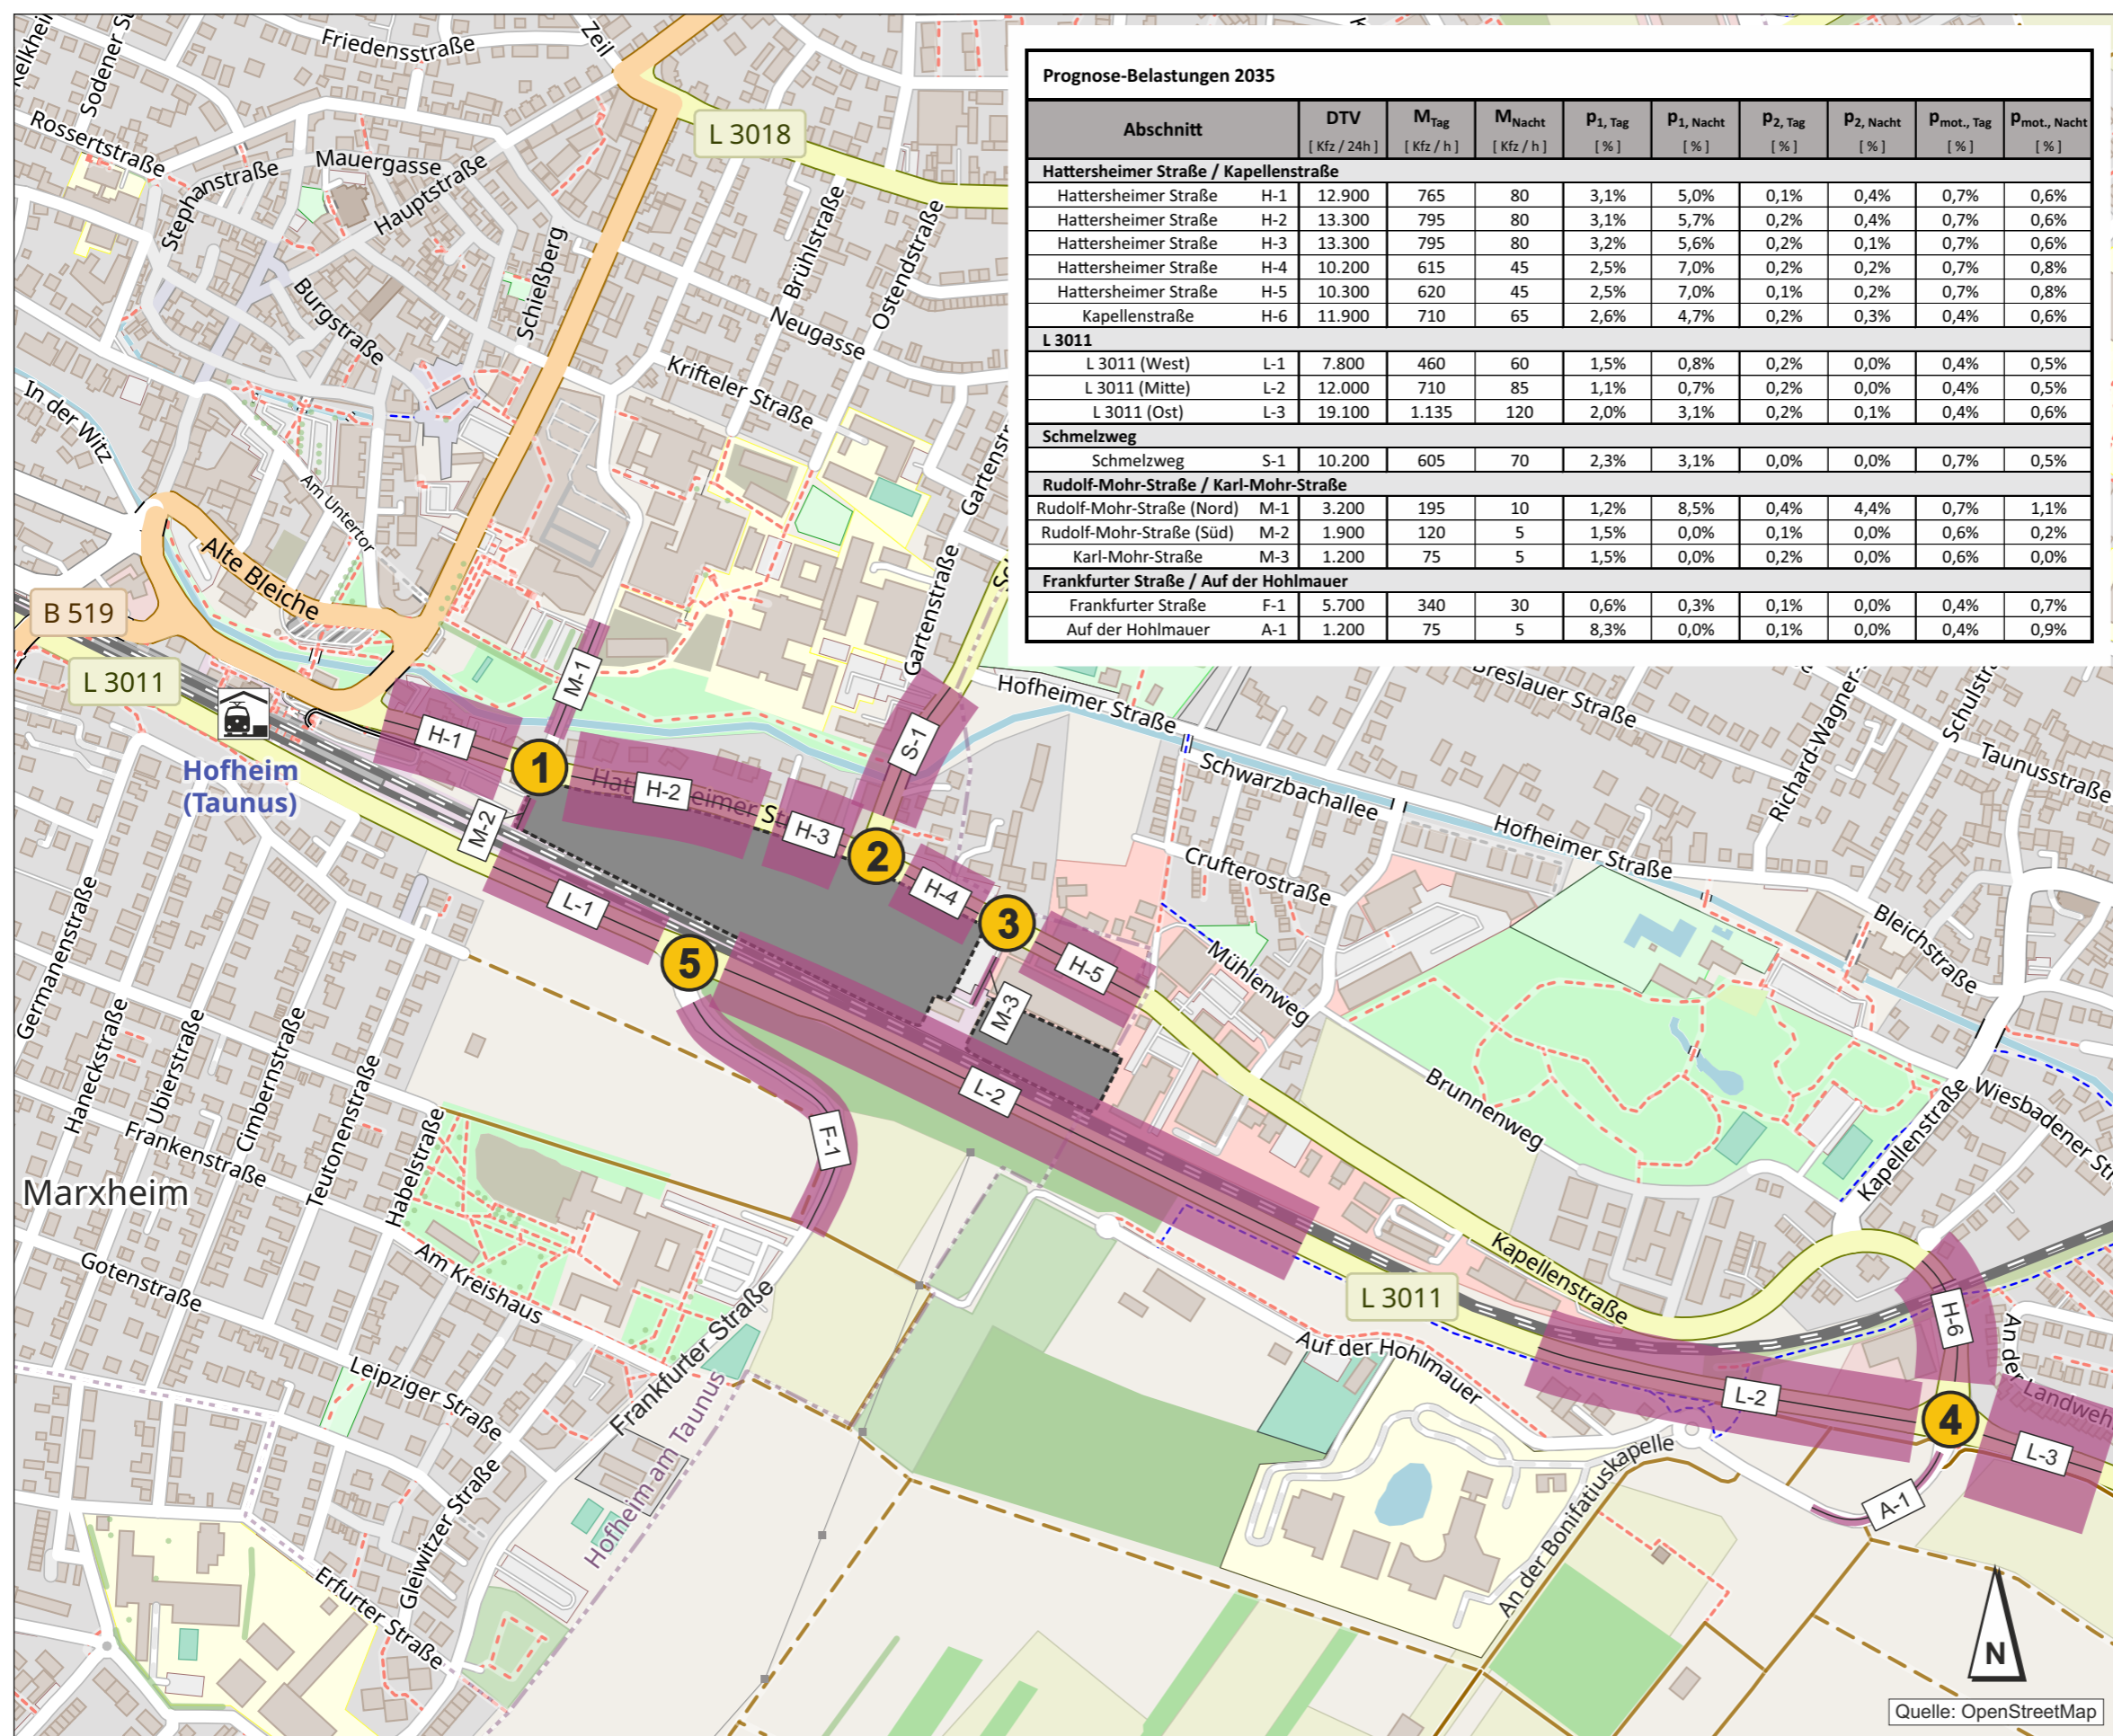 Prognose-Belastungen 2035
Abschnitt DTV M Tag M Nacht p1, Tag p1, Nacht p2, Tag p2, Nacht pmot., Tag pmot., Nacht
[ Kfz / 24h ] [ Kfz / h ] [ Kfz / h ] [ % ] [ % ] [ % ] [ % ] [ % ] [ % ]
Hattersheimer Straße / Kapellenstraße
Hattersheimer Straße H-1 12.900 765 80 3,1% 5,0% 0,1% 0,4% 0,7% 0,6%
Hattersheimer Straße H-2 13.300 795 80 3,1% 5,7% 0,2% 0,4% 0,7% 0,6%
Hattersheimer Straße H-3 13.300 795 80 3,2% 5,6% 0,2% 0,1% 0,7% 0,6%
Hattersheimer Straße H-4 10.200 615 45 2,5% 7,0% 0,2% 0,2% 0,7% 0,8%
Hattersheimer Straße H-5 10.300 620 45 2,5% 7,0% 0,1% 0,2% 0,7% 0,8%
Kapellenstraße H-6 11.900 710 65 2,6% 4,7% 0,2% 0,3% 0,4% 0,6%
L 3011
L 3011 (West) L-1 7.800 460 60 1,5% 0,8% 0,2% 0,0% 0,4% 0,5%
L 3011 (Mitte) L-2 12.000 710 85 1,1% 0,7% 0,2% 0,0% 0,4% 0,5%
L 3011 (Ost) L-3 19.100 1.135 120 2,0% 3,1% 0,2% 0,1% 0,4% 0,6%
Schmelzweg
Schmelzweg S-1 10.200 605 70 2,3% 3,1% 0,0% 0,0% 0,7% 0,5%
Rudolf-Mohr-Straße / Karl-Mohr-Straße
Rudolf-Mohr-Straße (Nord) M-1 3.200 195 10 1,2% 8,5% 0,4% 4,4% 0,7% 1,1%
Rudolf-Mohr-Straße (Süd) M-2 1.900 120 5 1,5% 0,0% 0,1% 0,0% 0,6% 0,2%
Karl-Mohr-Straße M-3 1.200 75 5 1,5% 0,0% 0,2% 0,0% 0,6% 0,0%
Frankfurter Straße / Auf der Hohlmauer
Frankfurter Straße F-1 5.700 340 30 0,6% 0,3% 0,1% 0,0% 0,4% 0,7%
Auf der Hohlmauer A-1 1.200 75 5 8,3% 0,0% 0,1% 0,0% 0,4% 0,9%
Friedensstraße
Zeil
Rossertstraße
Stephanstraße
Mauergasse
Hauptstraße
L 3018
Schießberg
Burgstraße
Brühlstraße
Ostendstraße
Neugasse
Krifteler Straße
In der Witz
Am Untertor
Alte Bleiche
B 519
L 3011
Hofheim
(Taunus)
Gartenstraße
Hofheimer Straße
Breslauer Straße
Taunusstraße
Schwarzbachallee
Hofheimer Straße
Crufterostraße
Bleichstraße
Mühlenweg
Brunnenweg
Kapellenstraße
Wiesbadener
H-1
1
M-1
H-2
H-3
S-1
2
H-4
3
H-5
M-2
L-1
5
M-3
L-2
F-1
Germanenstraße
Haneckstraße
Ubierstraße
Cimbernstraße
Teutonenstraße
Habelstraße
Frankenstraße
Marxheim
Gotenstraße
Am Kreishaus
Leipziger Straße
Frankfurter Straße
Gleiwitzer Straße
Erfurter Straße
Hofheim am Taunus
L 3011
Kapellenstraße
Auf der Hohlmauer
An der Bonifatiuskapelle
H-6
An der
L-2
4
L-3
A-1
N
Quelle: OpenStreetMap